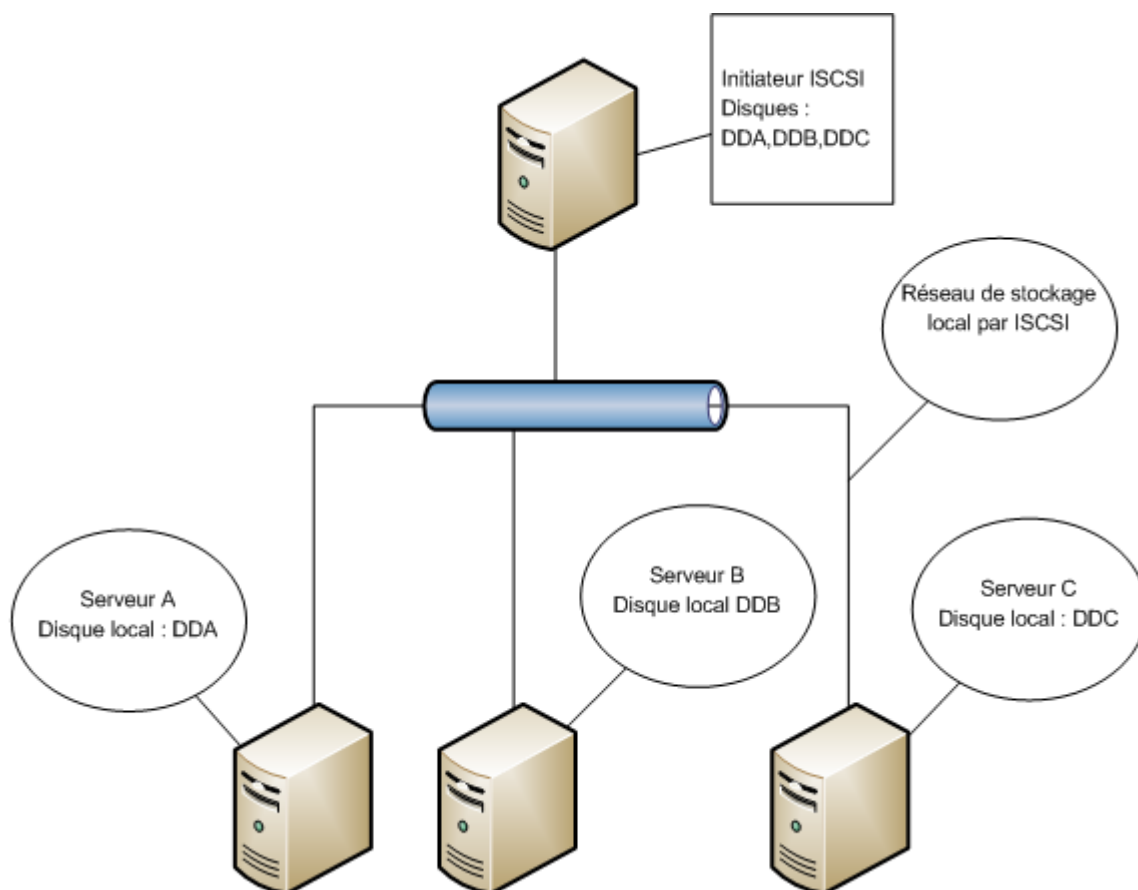 Initiateur ISCSI
Disques :
DDA,DDB,DDC
Réseau de stockage
local par ISCSI
Serveur A
Disque local : DDA
Serveur B
Disque local DDB
Serveur C
Disque local : DDC